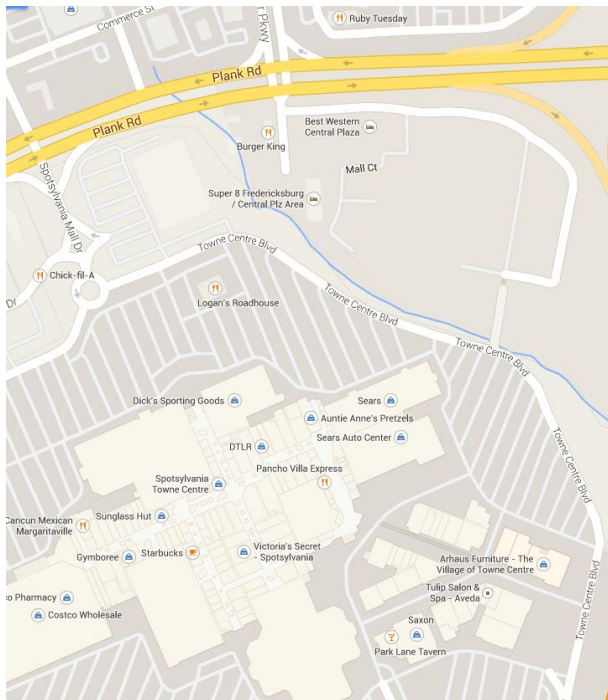 Commerce St
r Pkwy
Ruby Tuesday
Plank Rd
Plank Rd
Best Western
Central Plaza
Burger King
Mall Ct
Spotsylvania Mall Dr
Super 8 Fredericksburg
/ Central Plz Area
Towne Centre Blvd
Chick-fil-A
Dr
Logan's Roadhouse
Towne Centre Blvd
Towne Centre Blvd
Dick's Sporting Goods
Sears
Auntie Anne's Pretzels
DTLR
Sears Auto Center
Pancho Villa Express
Spotsylvania
Towne Centre
Towne Centre Blvd
Sunglass Hut
Cancun Mexican
Margaritaville
Gymboree
Starbucks
Victoria's Secret
- Spotsylvania
Arhaus Furniture - The
Village of Towne Centre
Tulip Salon &
Spa - Aveda
co Pharmacy
Costco Wholesale
Saxon
Park Lane Tavern
Towne Centre Blvd